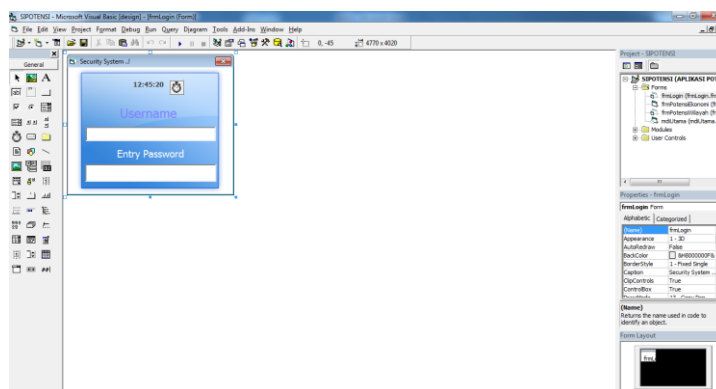 SIPOTENSI - Microsoft Visual Basic [design] - [frmLogin (Form)]
File Edit View Project Format Debug Run Query Diagram Tools Add-Ins Window Help
0, -45
4770 x 4020
General
Security System ..!
12:45:20
Username
Entry Password
Project - SIPOTENSI
SIPOTENSI (APLIKASI POT
Forms
frmLogin (frmLogin.frm
frmPotensiEkonomi (f
frmPotensiWilayah (fr
mdiUtama (mdiUtama.
Modules
User Controls
Properties - frmLogin
frmLogin Form
Alphabetic Categorized
(Name) frmLogin
Appearance 1 - 3D
AutoRedraw False
BackColor &H8000000F&
BorderStyle 1 - Fixed Single
Caption Security System ..
ClipControls True
ControlBox True
(Name)
Returns the name used in code to
identify an object.
Form Layout